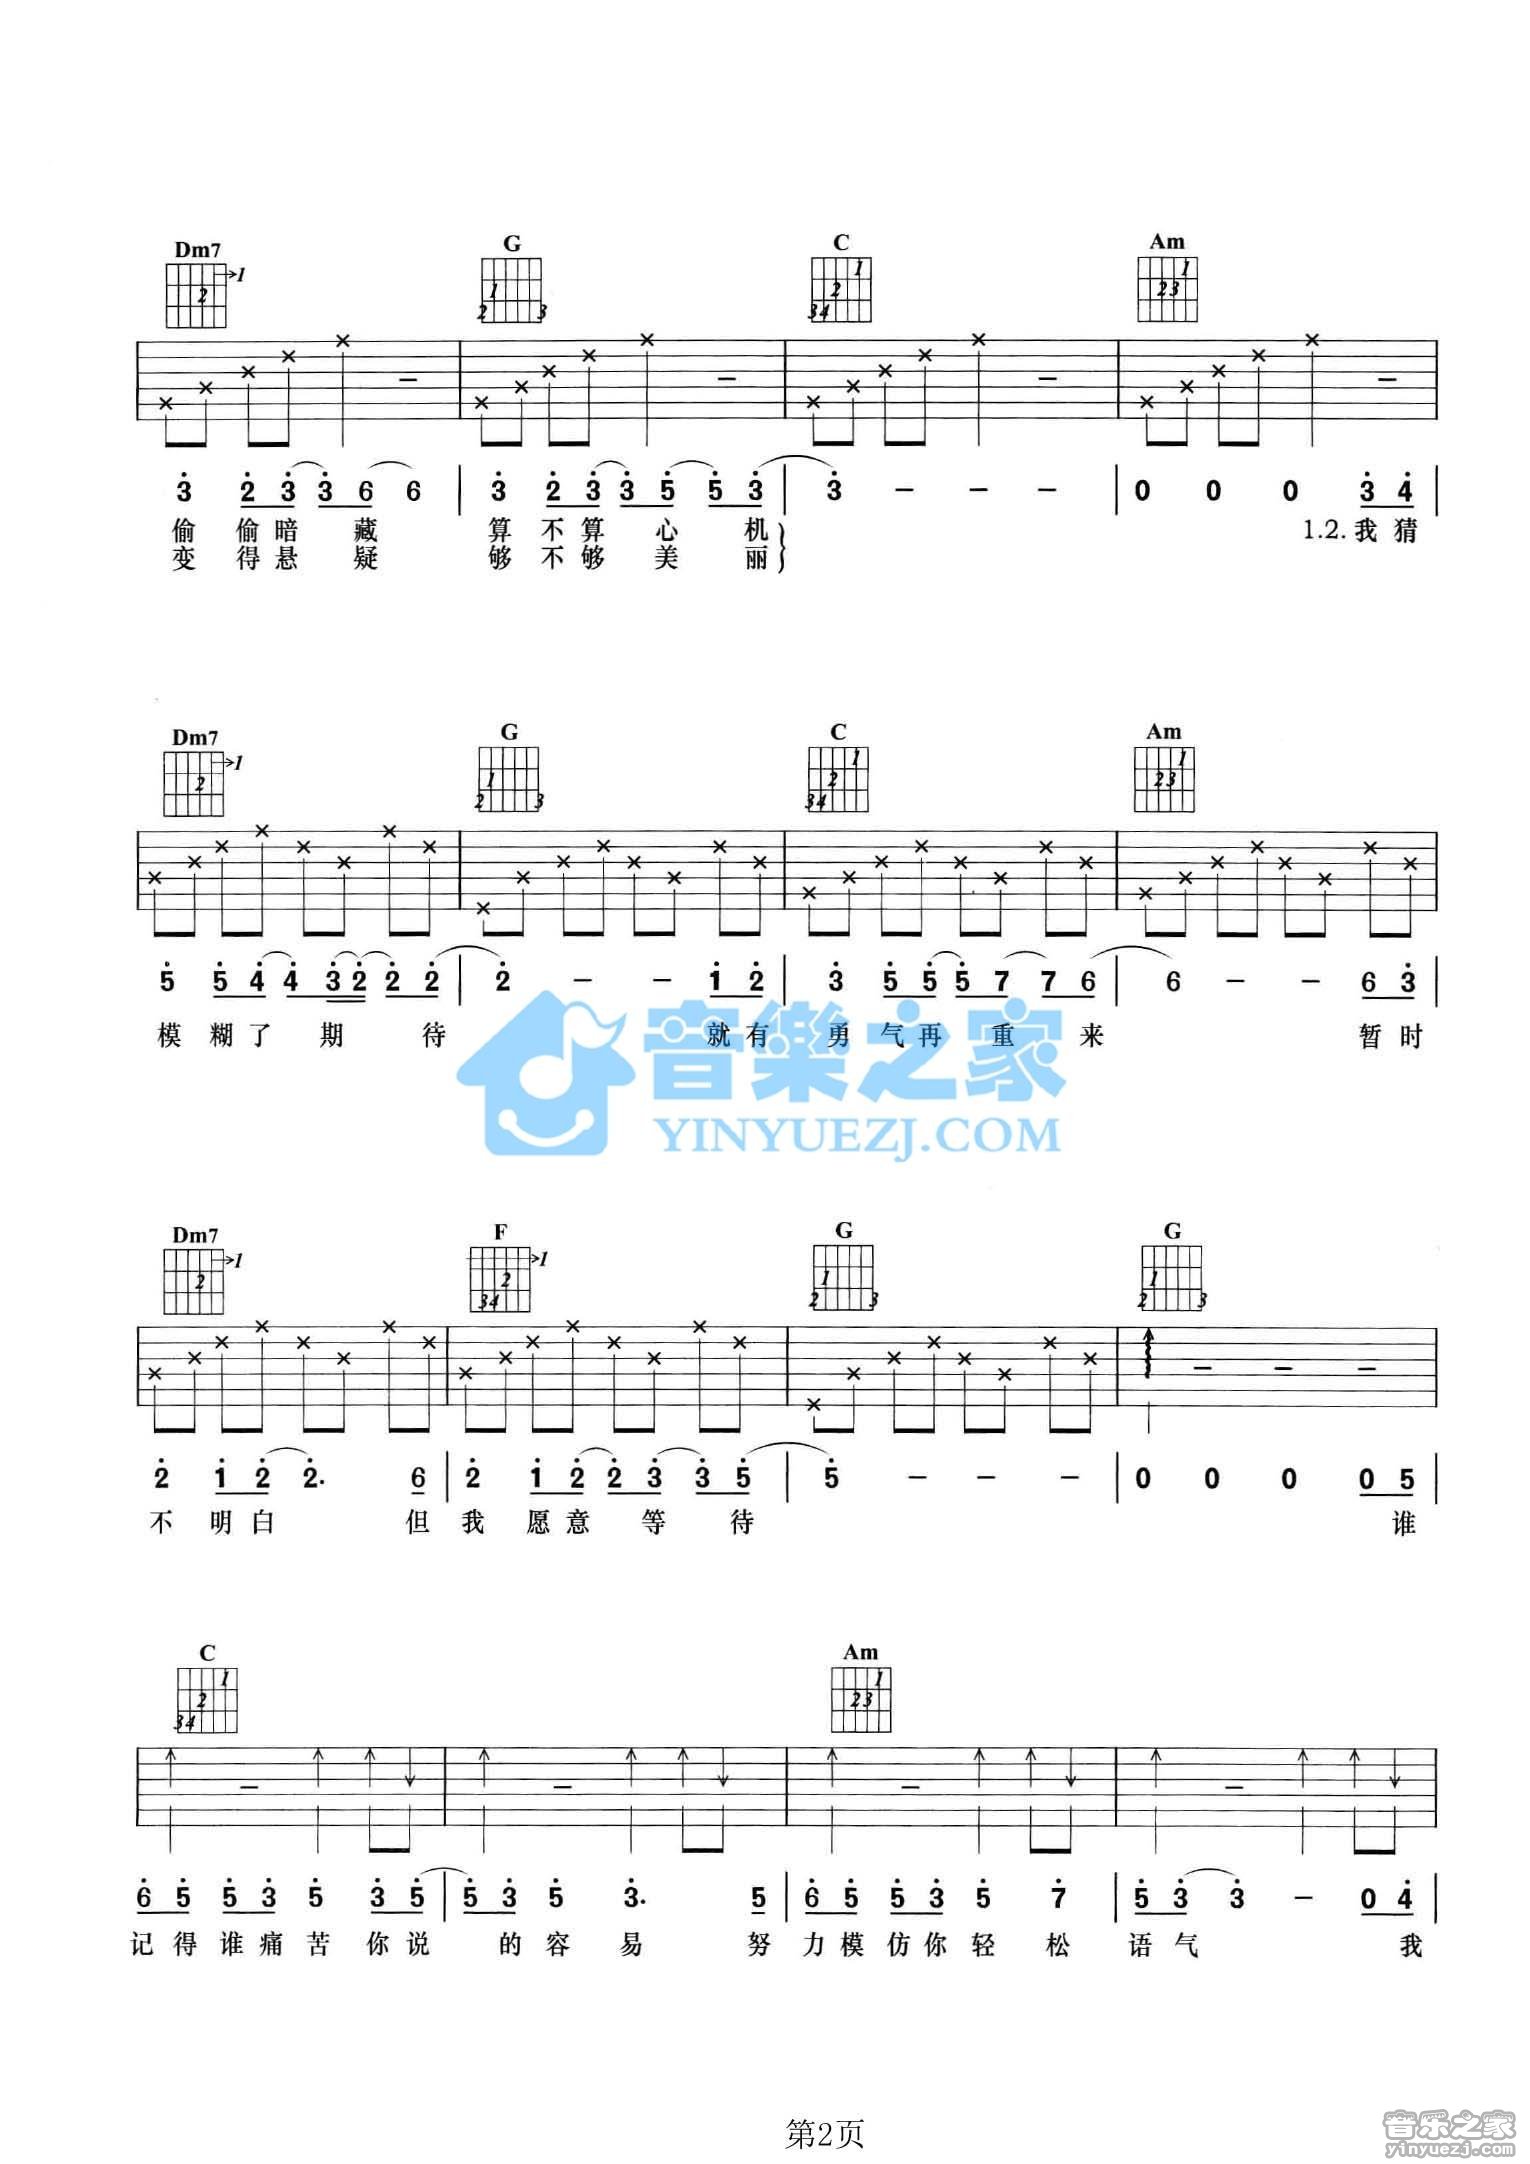 Dm7 G C Am
3 2 3 3 6 6 | 3 2 3 3 5 5 3 | 3 - - - | 0 0 0 3 4 |
偷 偷 暗 藏 算 不 算 心 机 1.2.我 猜
变 得 悬 疑 够 不 够 美 丽
Dm7 G C Am
5 5 4 4 3 2 2 2 | 2 - - 1 2 | 3 5 5 5 7 7 6 | 6 - - 6 3 |
模 糊 了 期 待 就 有 勇 气 再 重 来 暂 时
音樂之家
YINYUEZJ.COM
Dm7 F G G
2 1 2 2. 6 | 2 1 2 2 3 3 5 | 5 - - - | 0 0 0 0 5 |
不 明 白 但 我 愿 意 等 待 谁
C Am
6 5 5 3 5 3 5 | 5 3 5 3. 5 | 6 5 5 3 5 7 | 5 3 3 - 0 4 |
记 得 谁 痛 苦 你 说 的 容 易 努 力 模 仿 你 轻 松 语 气 我
第2页
音乐之家
yinyuezj.com